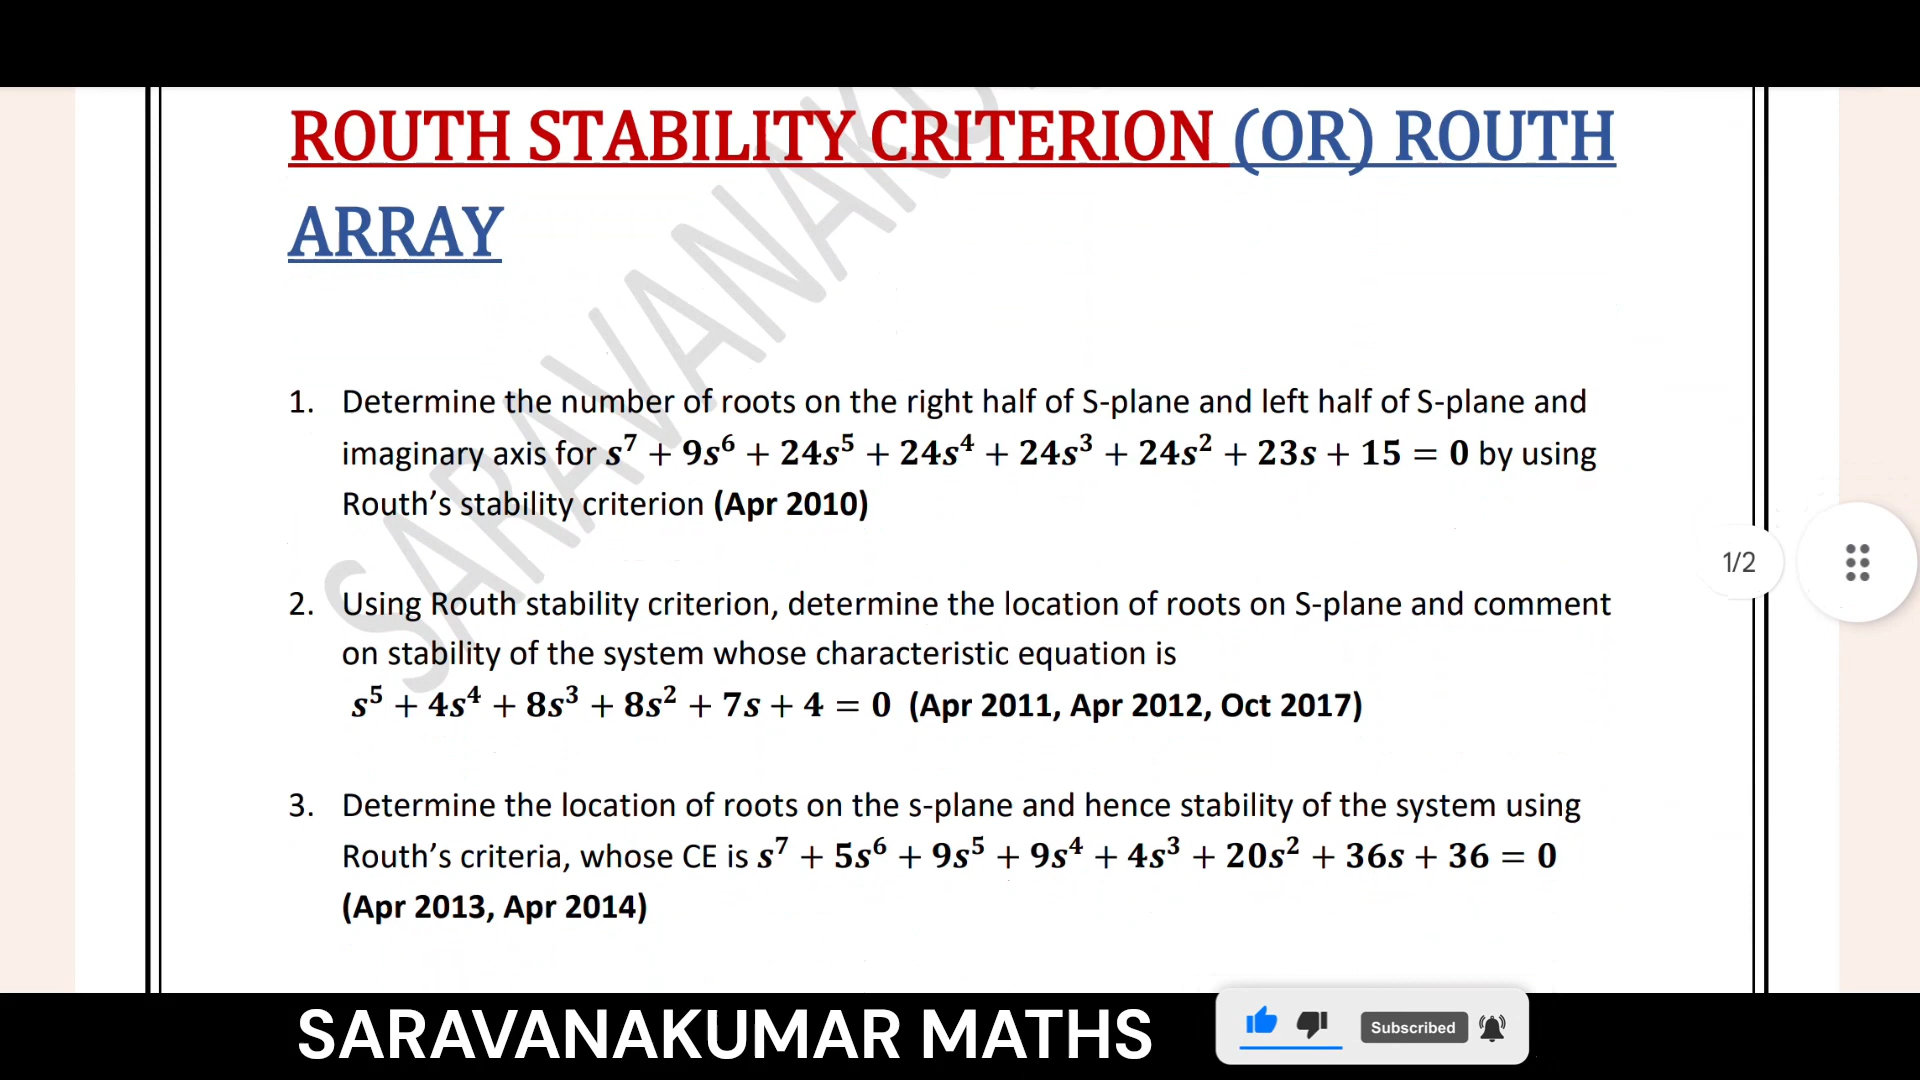 ROUTH STABILITY CRITERION (OR) ROUTH
ARRAY
SARAVANAKU
1. Determine the number of roots on the right half of S-plane and left half of S-plane and
imaginary axis for s⁷ + 9s⁶ + 24s⁵ + 24s⁴ + 24s³ + 24s² + 23s + 15 = 0 by using
Routh’s stability criterion (Apr 2010)
1/2
2. Using Routh stability criterion, determine the location of roots on S-plane and comment
on stability of the system whose characteristic equation is
s⁵ + 4s⁴ + 8s³ + 8s² + 7s + 4 = 0 (Apr 2011, Apr 2012, Oct 2017)
3. Determine the location of roots on the s-plane and hence stability of the system using
Routh’s criteria, whose CE is s⁷ + 5s⁶ + 9s⁵ + 9s⁴ + 4s³ + 20s² + 36s + 36 = 0
(Apr 2013, Apr 2014)
SARAVANAKUMAR MATHS
Subscribed